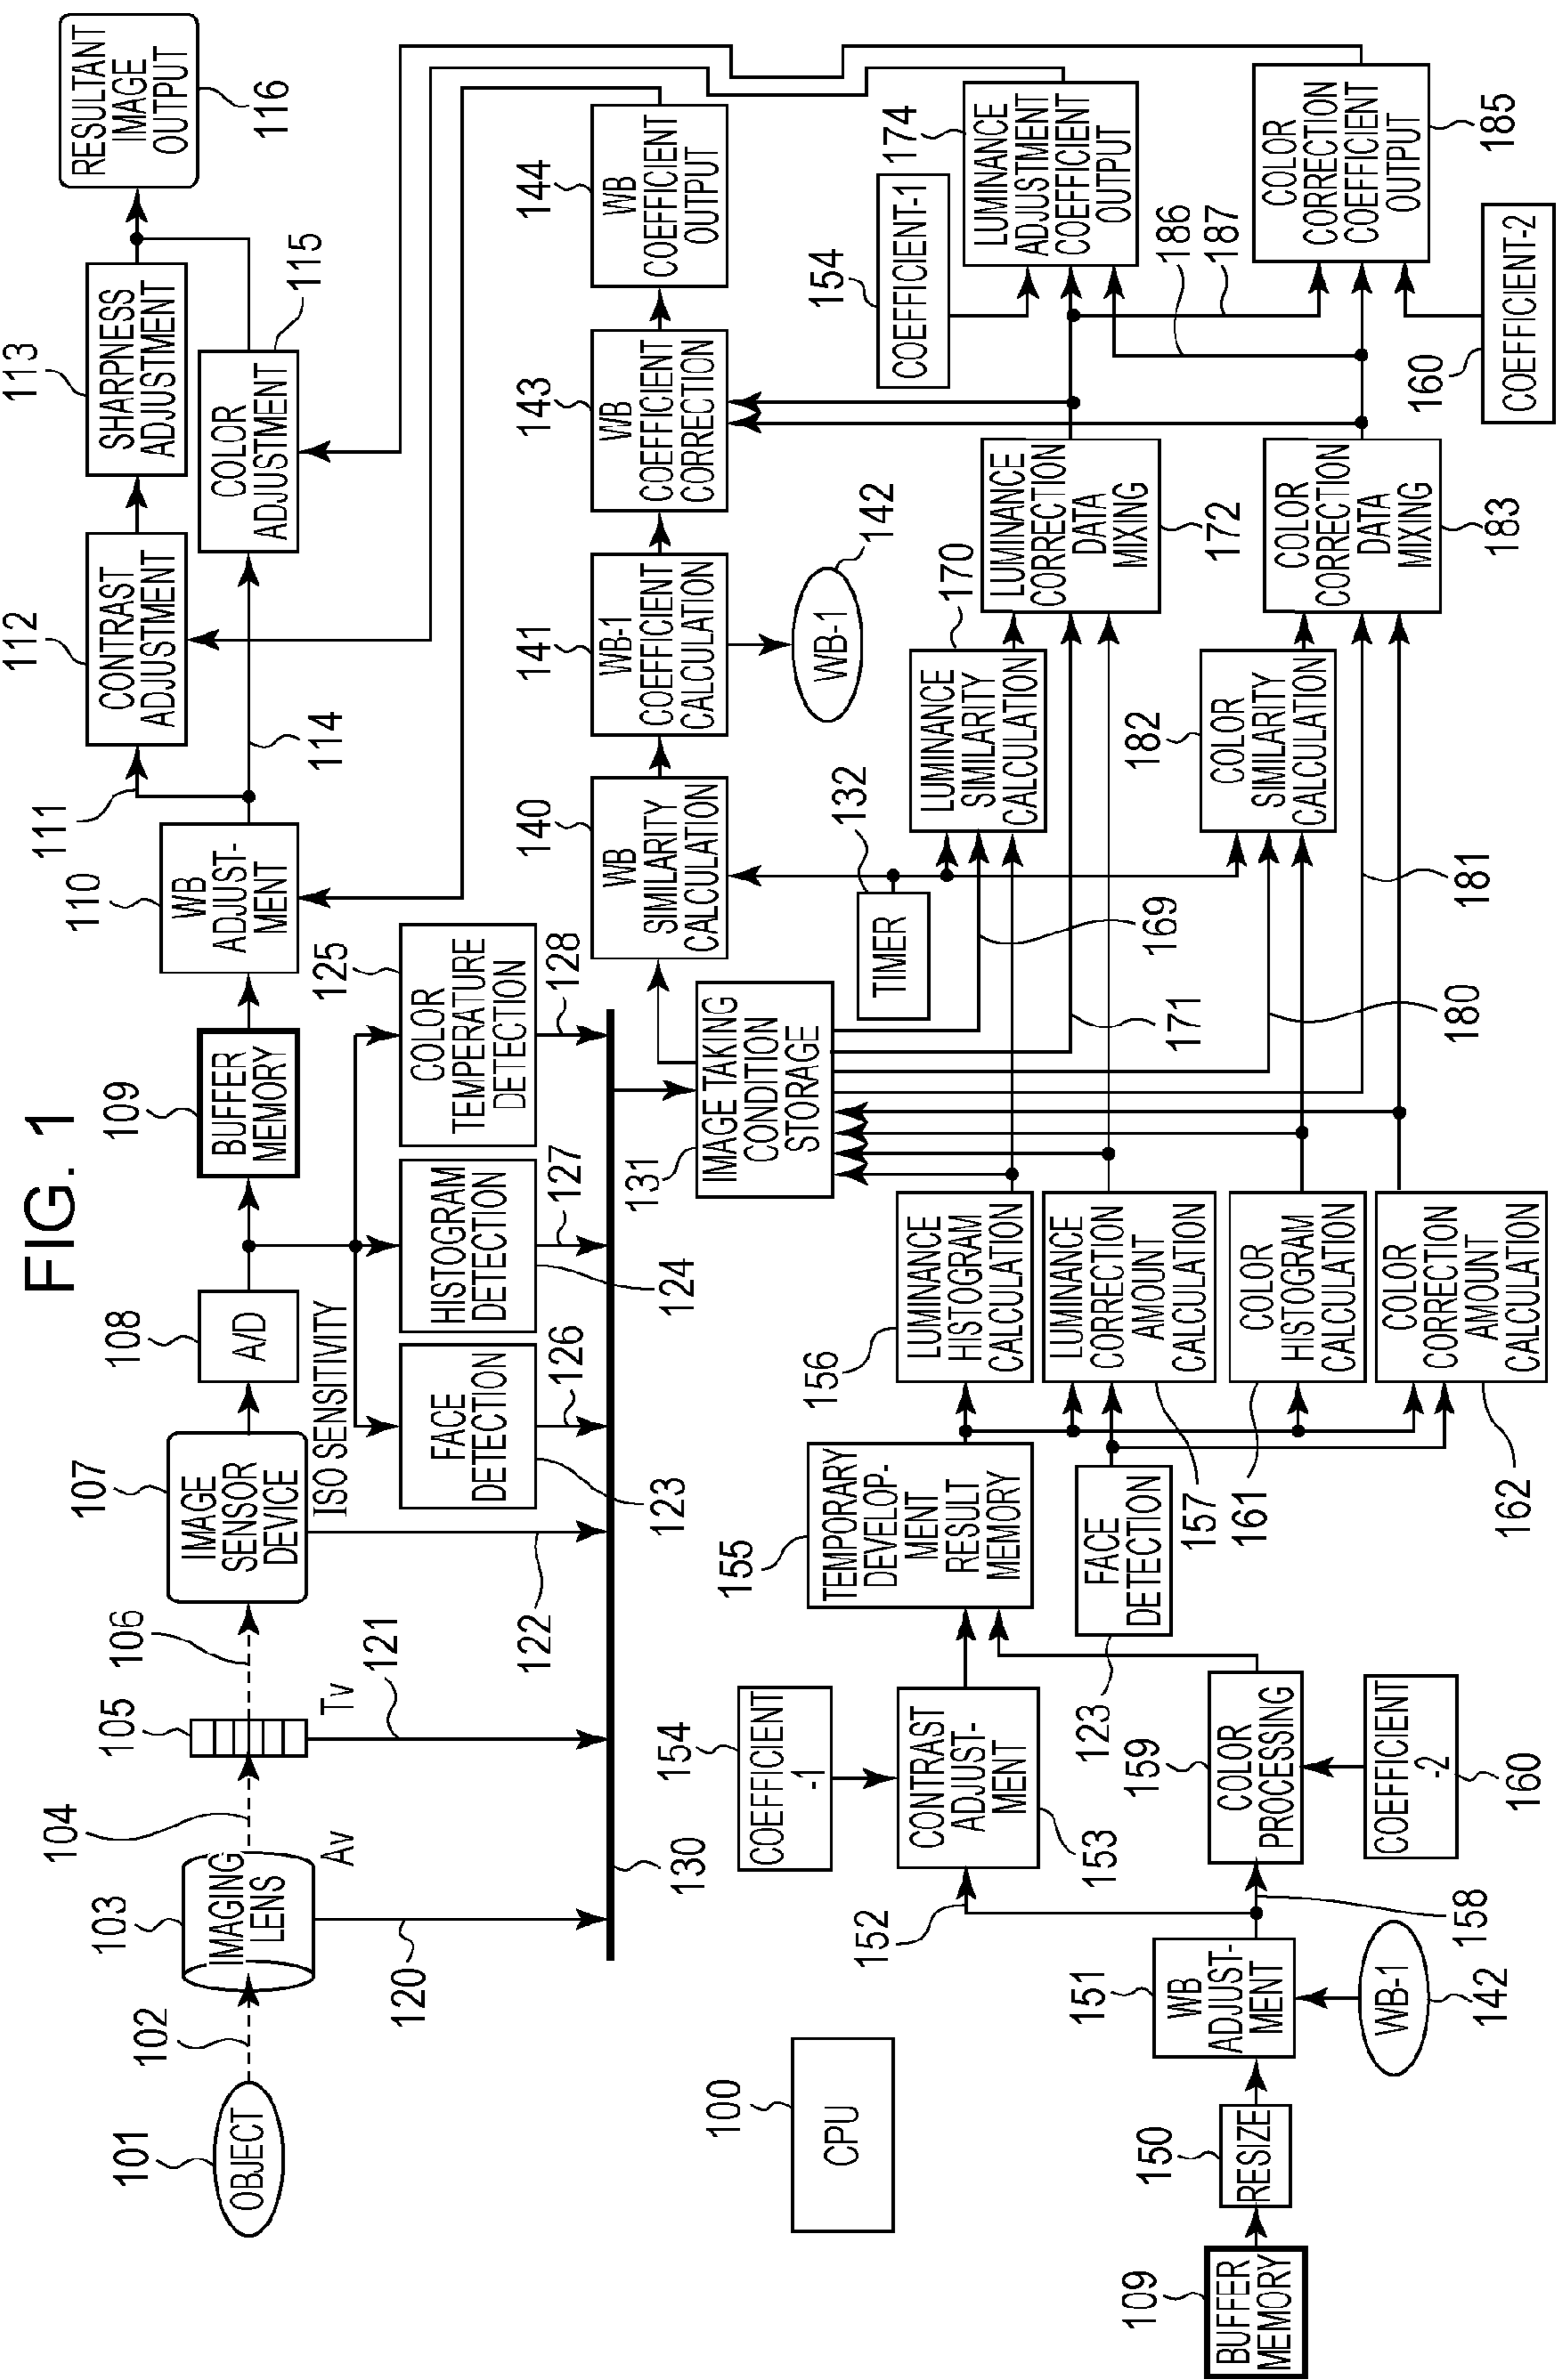 FIG. 1
101
OBJECT
102
103
IMAGING
LENS
Av
104
105
Tv
106
107
IMAGE
SENSOR
DEVICE
ISO SENSITIVITY
108
A/D
109
BUFFER
MEMORY
110
WB
ADJUST-
MENT
111
112
CONTRAST
ADJUSTMENT
113
SHARPNESS
ADJUSTMENT
114
COLOR
ADJUSTMENT
115
RESULTANT
IMAGE
OUTPUT
116
120
121
122
FACE
DETECTION
123
126
HISTOGRAM
DETECTION
124
127
125
COLOR
TEMPERATURE
DETECTION
128
130
131
IMAGE TAKING
CONDITION
STORAGE
132
TIMER
140
WB
SIMILARITY
CALCULATION
141
WB-1
COEFFICIENT
CALCULATION
WB-1
142
143
WB
COEFFICIENT
CORRECTION
144
WB
COEFFICIENT
OUTPUT
100
CPU
109
BUFFER
MEMORY
150
RESIZE
151
WB
ADJUST-
MENT
WB-1
142
152
158
154
COEFFICIENT
-1
CONTRAST
ADJUST-
MENT
153
159
COLOR
PROCESSING
COEFFICIENT
-2
160
155
TEMPORARY
DEVELOP-
MENT
RESULT
MEMORY
FACE
DETECTION
123
156
LUMINANCE
HISTOGRAM
CALCULATION
LUMINANCE
CORRECTION
AMOUNT
CALCULATION
157
COLOR
HISTOGRAM
CALCULATION
161
COLOR
CORRECTION
AMOUNT
CALCULATION
162
169
171
180
181
170
LUMINANCE
SIMILARITY
CALCULATION
182
COLOR
SIMILARITY
CALCULATION
LUMINANCE
CORRECTION
DATA
MIXING
172
COLOR
CORRECTION
DATA
MIXING
183
154
COEFFICIENT-1
174
LUMINANCE
ADJUSTMENT
COEFFICIENT
OUTPUT
186
187
COLOR
CORRECTION
COEFFICIENT
OUTPUT
185
160
COEFFICIENT-2